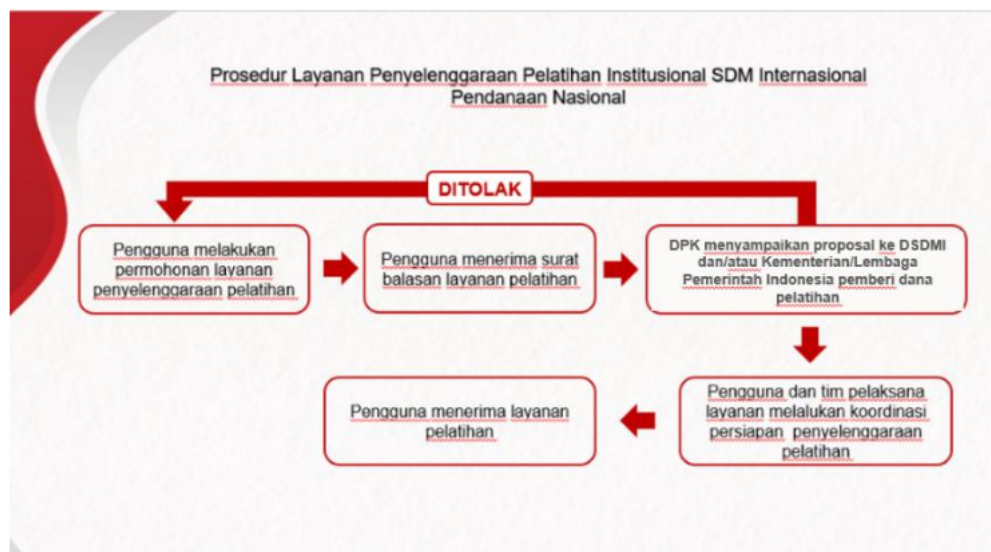 Prosedur Layanan Penyelenggaraan Pelatihan Institusional SDM Internasional
Pendanaan Nasional
DITOLAK
Pengguna melakukan
permohonan layanan
penyelenggaraan pelatihan
Pengguna menerima surat
balasan layanan pelatihan
DPK menyampaikan proposal ke DSDMI
dan/atau Kementerian/Lembaga
Pemerintah Indonesia pemberi dana
pelatihan
Pengguna dan tim pelaksana
layanan melalukan koordinasi
persiapan penyelenggaraan
pelatihan
Pengguna menerima layanan
pelatihan